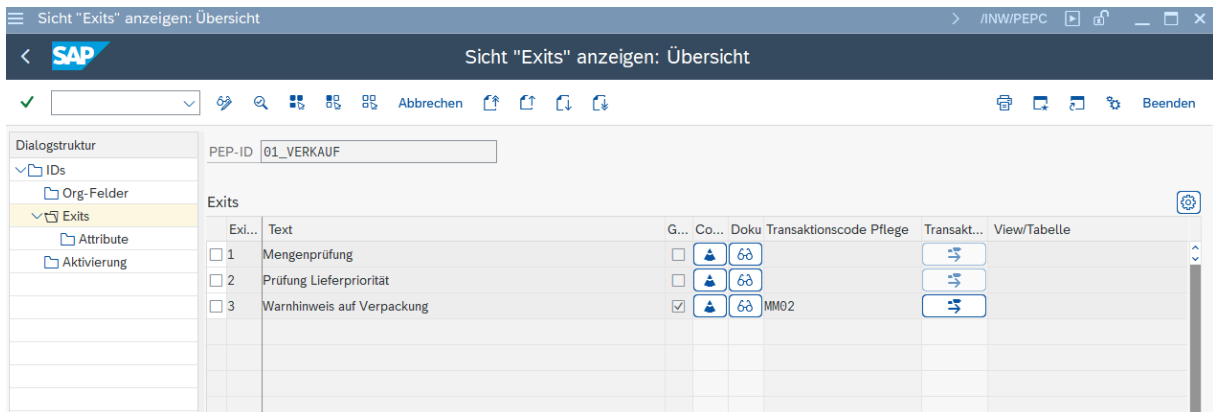 Sicht "Exits" anzeigen: Übersicht
/INW/PEPC
SAP
Sicht "Exits" anzeigen: Übersicht
Abbrechen
Beenden
Dialogstruktur
IDs
Org-Felder
Exits
Attribute
Aktivierung
PEP-ID 01_VERKAUF
Exits
Exi... Text G... Co... Doku Transaktionscode Pflege Transakt... View/Tabelle
1 Mengenprüfung
2 Prüfung Lieferpriorität
3 Warnhinweis auf Verpackung MM02